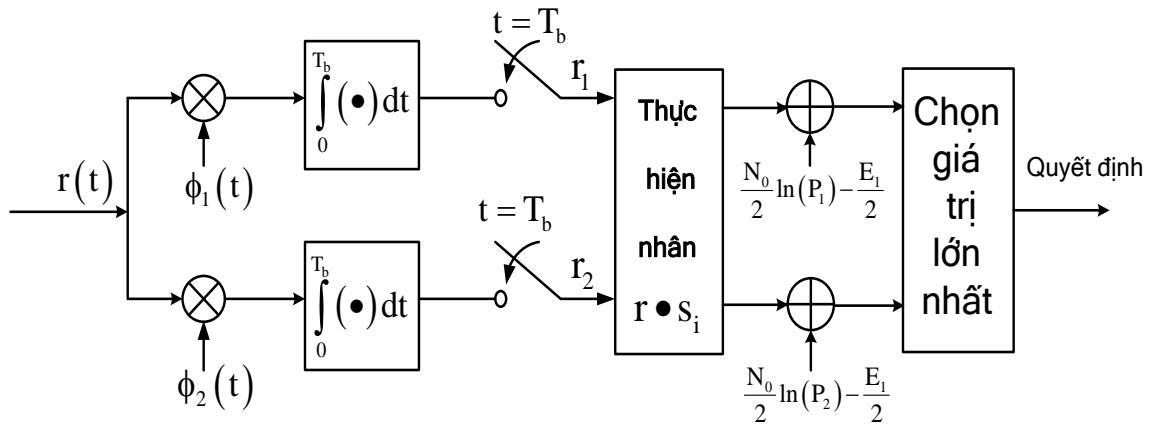 t = T_b
r_1
∫_0^{T_b} (•) dt
Thực
hiện
nhân
r • s_i
Chọn
giá
trị
lớn
nhất
r(t)
ϕ_1(t)
N_0/2 ln(P_1) − E_1/2
Quyết định
t = T_b
r_2
∫_0^{T_b} (•) dt
ϕ_2(t)
N_0/2 ln(P_2) − E_1/2